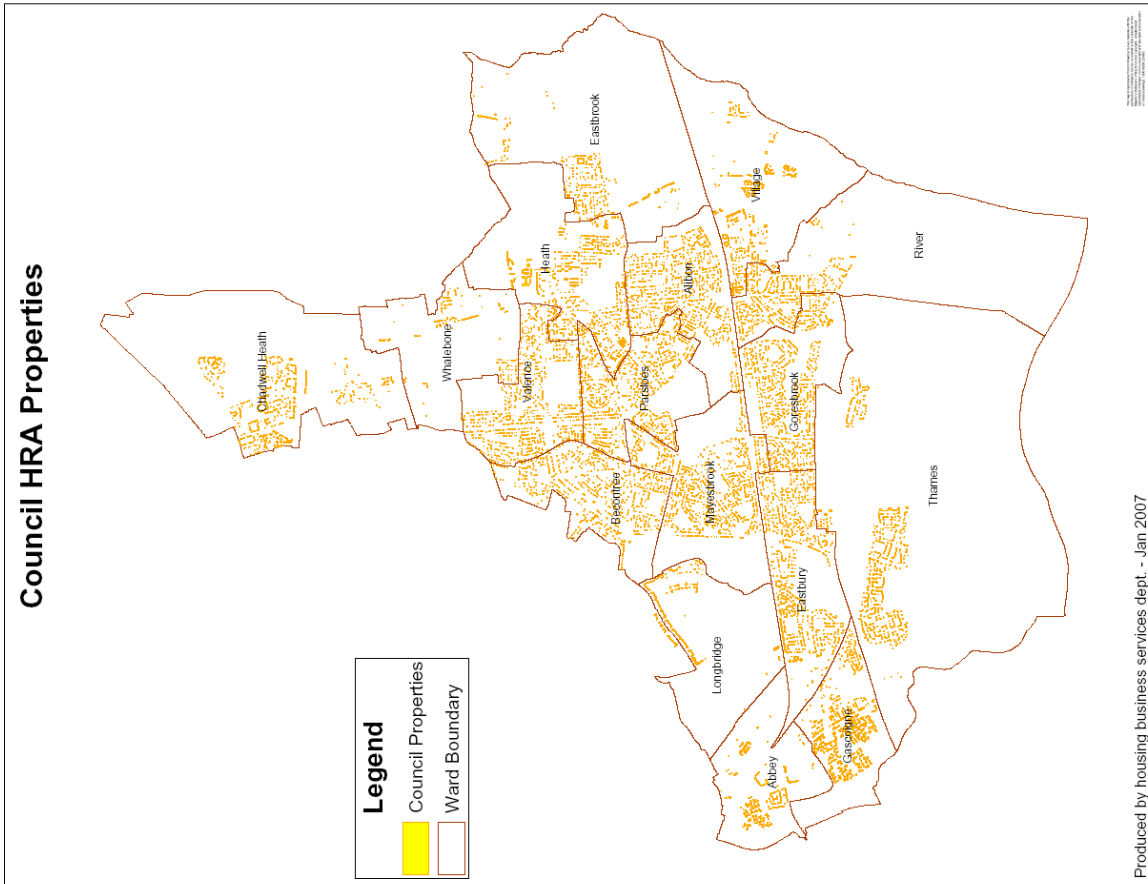 Council HRA Properties
Legend
Council Properties
Ward Boundary
Chadwell Heath
Whalebone
Eastbrook
Heath
Valence
Village
Alibon
Parsloes
River
Becontree
Mayesbrook
Goresbrook
Thames
Longbridge
Eastbury
Abbey
Gascoigne
Produced by housing business services dept. - Jan 2007